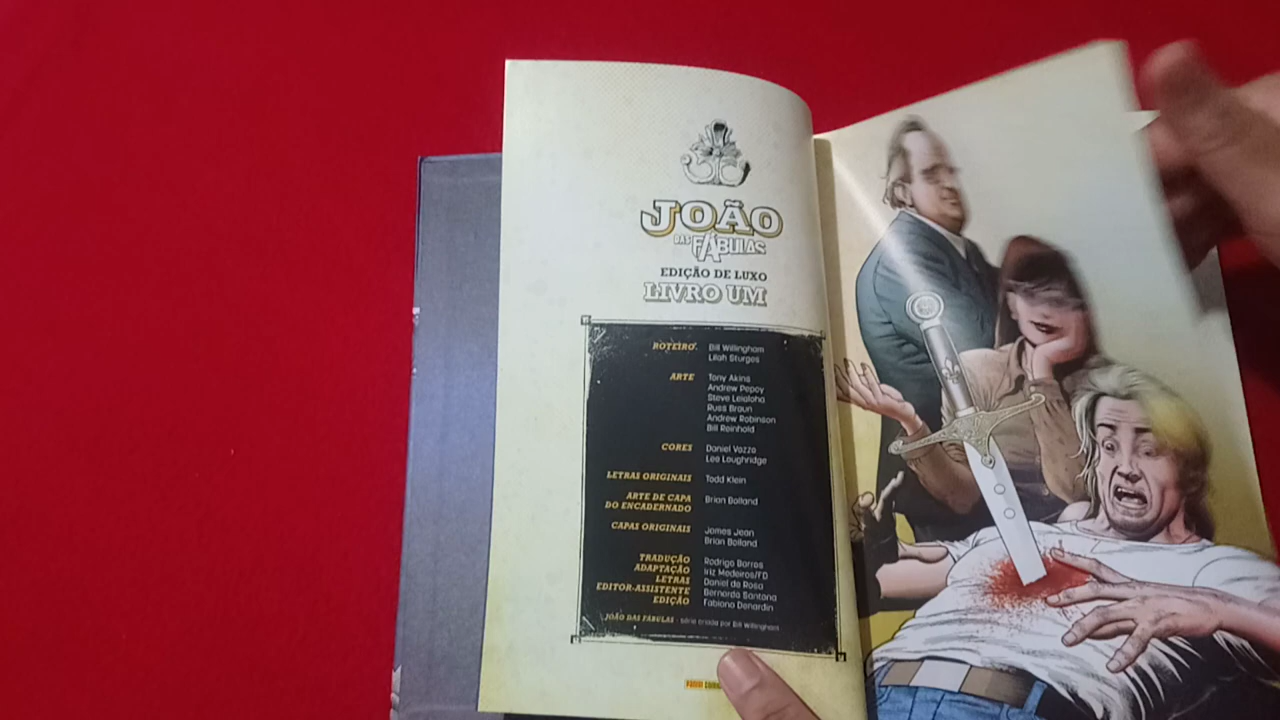 JOÃO
DAS FÁBULAS
EDIÇÃO DE LUXO
LIVRO UM
ROTEIRO. Bill Willingham
Lilah Sturges
ARTE Tony Akins
Andrew Pepoy
Steve Leialoha
Russ Braun
Andrew Robinson
Bill Reinhold
CORES Daniel Vozzo
Lee Loughridge
LETRAS ORIGINAIS Todd Klein
ARTE DE CAPA
DO ENCADERNADO Brian Bolland
CAPAS ORIGINAIS James Jean
Brian Bolland
TRADUÇÃO Rodrigo Barros
ADAPTAÇÃO Iriz Medeiros/FD
LETRAS Daniel da Rosa
EDITOR-ASSISTENTE Bernardo Santana
EDIÇÃO Fabiano Denardin
JOÃO DAS FÁBULAS - série criada por Bill Willingham
PANINI